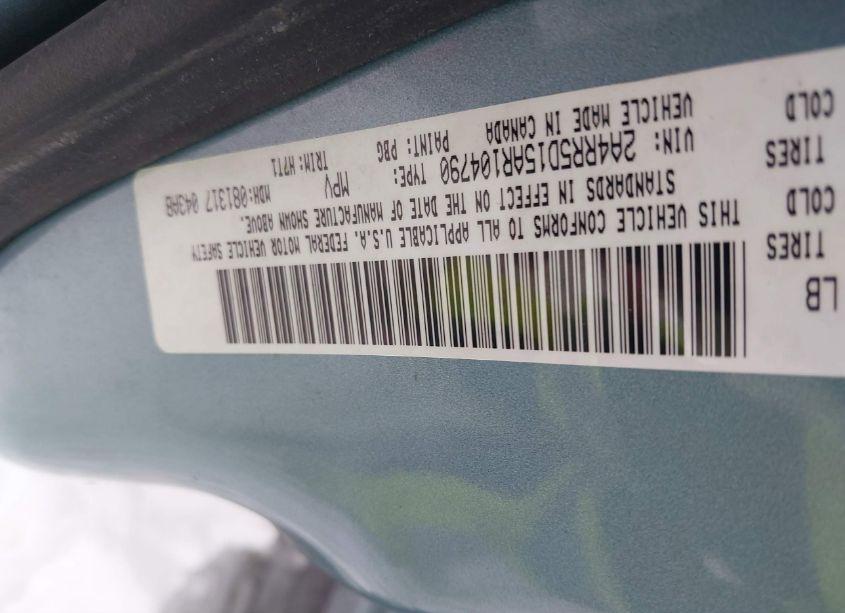 LB
TIRES
COLD
TIRES
COLD
THIS VEHICLE CONFORMS TO ALL APPLICABLE U.S.A. FEDERAL MOTOR VEHICLE SAFETY
STANDARDS IN EFFECT ON THE DATE OF MANUFACTURE SHOWN ABOVE.
VIN: 2A4RR5D15AR104790 TYPE: MPV MDH:081317 043AB
VEHICLE MADE IN CANADA PAINT: PBG TRIM: HPT1